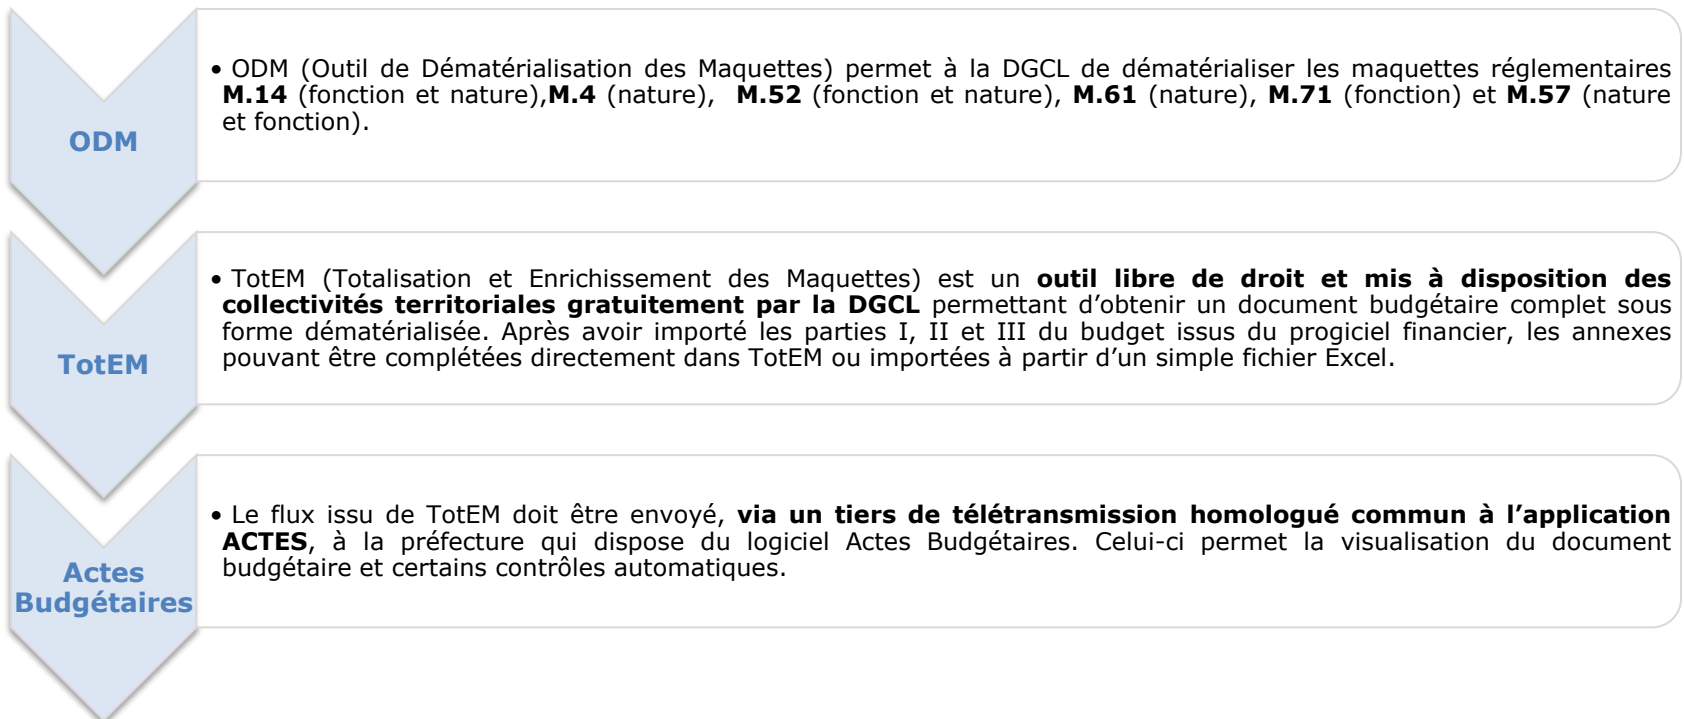 ODM
• ODM (Outil de Dématérialisation des Maquettes) permet à la DGCL de dématérialiser les maquettes réglementaires
M.14 (fonction et nature),M.4 (nature), M.52 (fonction et nature), M.61 (nature), M.71 (fonction) et M.57 (nature
et fonction).
TotEM
• TotEM (Totalisation et Enrichissement des Maquettes) est un outil libre de droit et mis à disposition des
collectivités territoriales gratuitement par la DGCL permettant d’obtenir un document budgétaire complet sous
forme dématérialisée. Après avoir importé les parties I, II et III du budget issus du progiciel financier, les annexes
pouvant être complétées directement dans TotEM ou importées à partir d’un simple fichier Excel.
Actes
Budgétaires
• Le flux issu de TotEM doit être envoyé, via un tiers de télétransmission homologué commun à l’application
ACTES, à la préfecture qui dispose du logiciel Actes Budgétaires. Celui-ci permet la visualisation du document
budgétaire et certains contrôles automatiques.